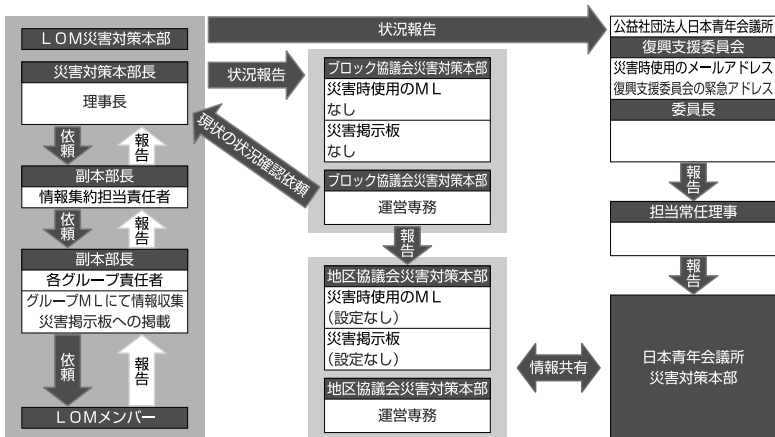 LOM災害対策本部
災害対策本部長
理事長
依頼
報告
副本部長
情報集約担当責任者
依頼
報告
副本部長
各グループ責任者
グループMLにて情報収集
災害掲示板への掲載
依頼
報告
LOMメンバー
状況報告
状況報告
現状の状況確認依頼
ブロック協議会災害対策本部
災害時使用のML
なし
災害掲示板
なし
ブロック協議会災害対策本部
運営専務
報告
地区協議会災害対策本部
災害時使用のML
(設定なし)
災害掲示板
(設定なし)
地区協議会災害対策本部
運営専務
情報共有
公益社団法人日本青年会議所
復興支援委員会
災害時使用のメールアドレス
復興支援委員会の緊急アドレス
委員長
報告
担当常任理事
報告
日本青年会議所
災害対策本部